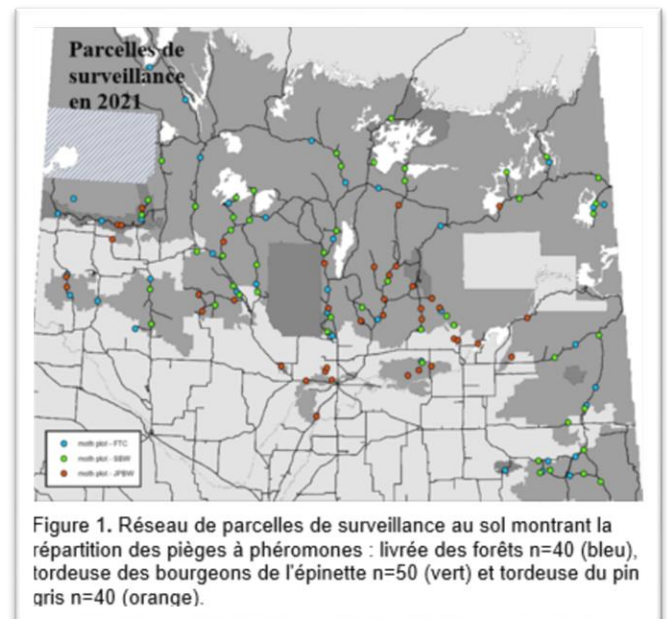 Parcelles de
surveillance
en 2021
moth plot - FTC
moth plot - SBW
moth plot - JPBW
Figure 1. Réseau de parcelles de surveillance au sol montrant la
répartition des pièges à phéromones : livrée des forêts n=40 (bleu),
tordeuse des bourgeons de l'épinette n=50 (vert) et tordeuse du pin
gris n=40 (orange).